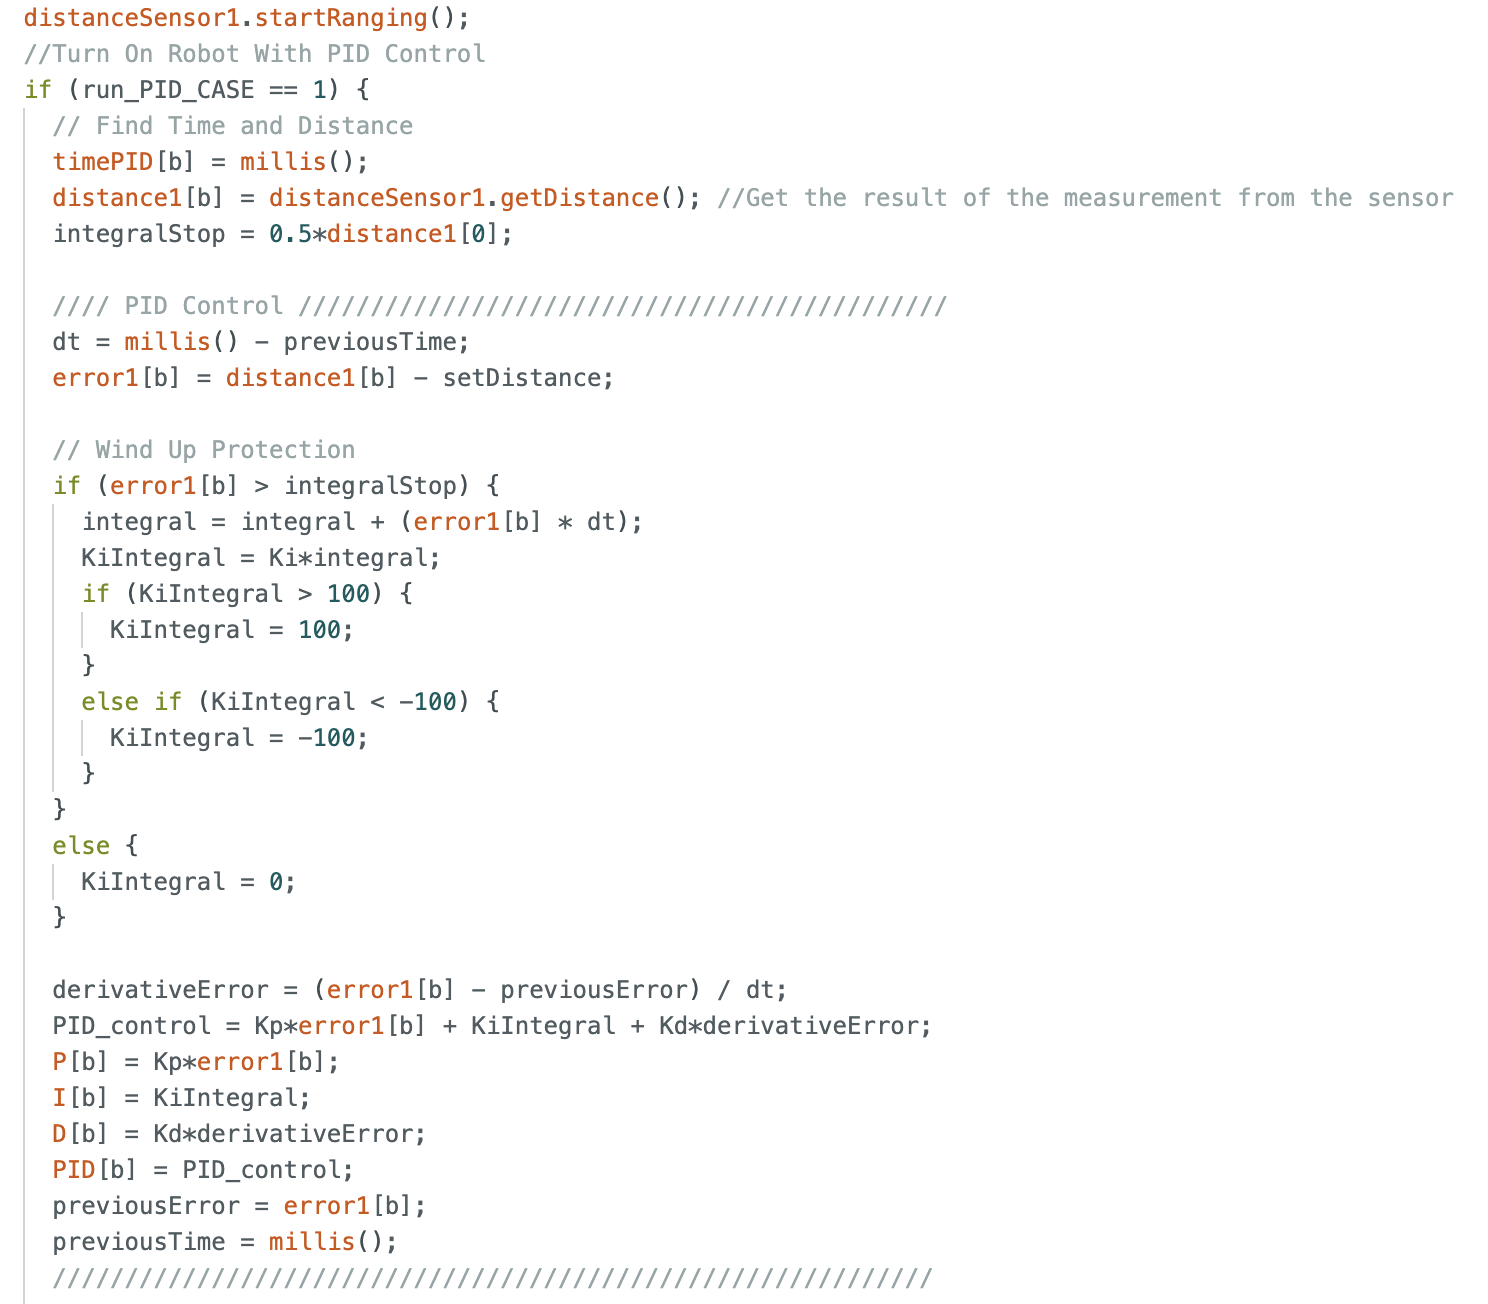 distanceSensor1.startRanging();
//Turn On Robot With PID Control
if (run_PID_CASE == 1) {
  // Find Time and Distance
  timePID[b] = millis();
  distance1[b] = distanceSensor1.getDistance(); //Get the result of the measurement from the sensor
  integralStop = 0.5*distance1[0];

  //// PID Control /////////////////////////////////////////////
  dt = millis() - previousTime;
  error1[b] = distance1[b] - setDistance;

  // Wind Up Protection
  if (error1[b] > integralStop) {
    integral = integral + (error1[b] * dt);
    KiIntegral = Ki*integral;
    if (KiIntegral > 100) {
      KiIntegral = 100;
    }
    else if (KiIntegral < -100) {
      KiIntegral = -100;
    }
  }
  else {
    KiIntegral = 0;
  }

  derivativeError = (error1[b] - previousError) / dt;
  PID_control = Kp*error1[b] + KiIntegral + Kd*derivativeError;
  P[b] = Kp*error1[b];
  I[b] = KiIntegral;
  D[b] = Kd*derivativeError;
  PID[b] = PID_control;
  previousError = error1[b];
  previousTime = millis();
  /////////////////////////////////////////////////////////////